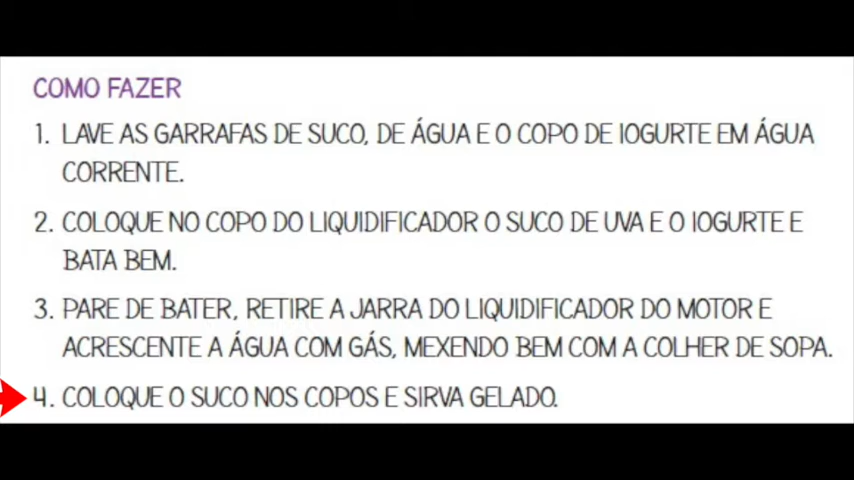 COMO FAZER
1. LAVE AS GARRAFAS DE SUCO, DE ÁGUA E O COPO DE IOGURTE EM ÁGUA
CORRENTE.
2. COLOQUE NO COPO DO LIQUIDIFICADOR O SUCO DE UVA E O IOGURTE E
BATA BEM.
3. PARE DE BATER, RETIRE A JARRA DO LIQUIDIFICADOR DO MOTOR E
ACRESCENTE A ÁGUA COM GÁS, MEXENDO BEM COM A COLHER DE SOPA.
4. COLOQUE O SUCO NOS COPOS E SIRVA GELADO.